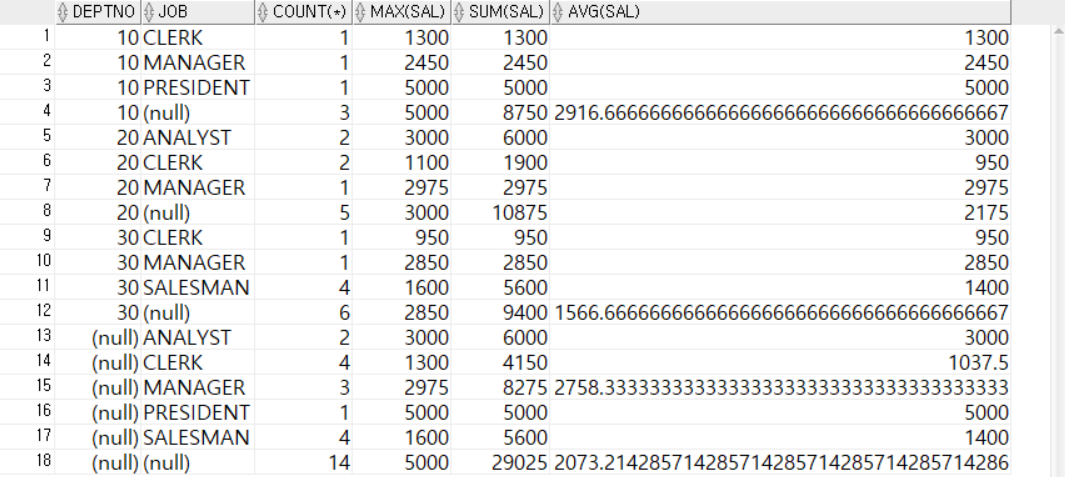 DEPTNO JOB COUNT(*) MAX(SAL) SUM(SAL) AVG(SAL)
1 10 CLERK 1 1300 1300 1300
2 10 MANAGER 1 2450 2450 2450
3 10 PRESIDENT 1 5000 5000 5000
4 10 (null) 3 5000 8750 2916.666666666666666666666666666666666667
5 20 ANALYST 2 3000 6000 3000
6 20 CLERK 2 1100 1900 950
7 20 MANAGER 1 2975 2975 2975
8 20 (null) 5 3000 10875 2175
9 30 CLERK 1 950 950 950
10 30 MANAGER 1 2850 2850 2850
11 30 SALESMAN 4 1600 5600 1400
12 30 (null) 6 2850 9400 1566.666666666666666666666666666666666667
13 (null) ANALYST 2 3000 6000 3000
14 (null) CLERK 4 1300 4150 1037.5
15 (null) MANAGER 3 2975 8275 2758.333333333333333333333333333333333333
16 (null) PRESIDENT 1 5000 5000 5000
17 (null) SALESMAN 4 1600 5600 1400
18 (null) (null) 14 5000 29025 2073.214285714285714285714285714285714286